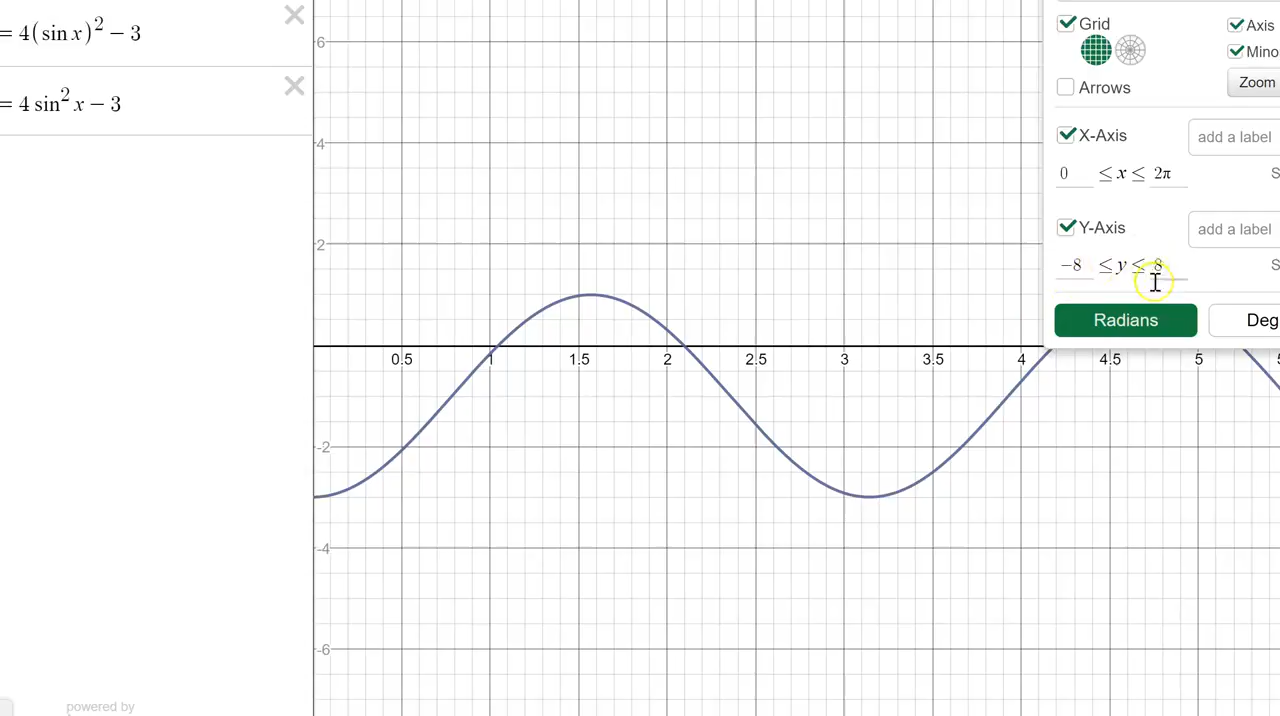 = 4(sin x)² − 3
= 4 sin² x − 3
powered by
6
4
2
-2
-4
-6
0.5 1 1.5 2 2.5 3 3.5 4 4.5 5
Grid
Axis
Mino
Arrows
Zoom
X-Axis
add a label
0 ≤ x ≤ 2π S
Y-Axis
add a label
−8 ≤ y ≤ 8 S
Radians
Deg